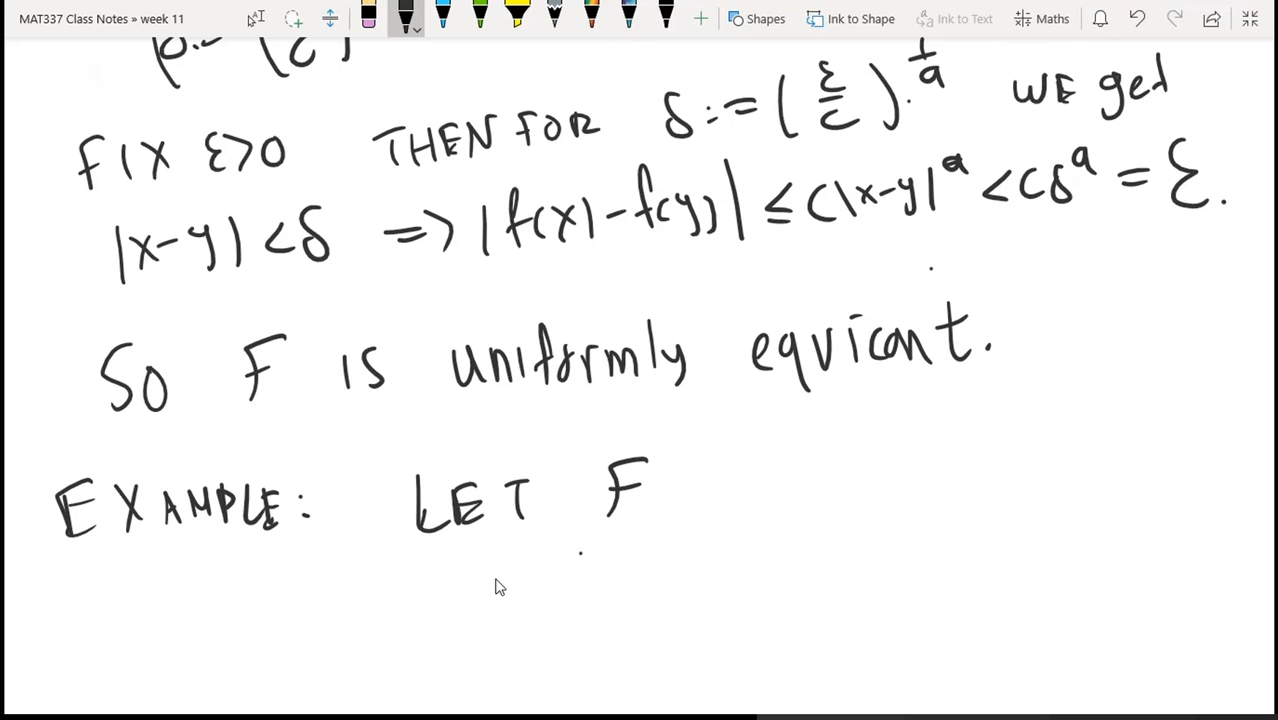 MAT337 Class Notes » week 11
Shapes Ink to Shape Ink to Text Maths
FIX ε>0 THEN FOR δ:=(ε/c)^{1/a} WE get
|x-y|<δ => |f(x)-f(y)| ≤ C|x-y|^a < Cδ^a = ε.
So F is uniformly equicont.
EXAMPLE: LET F